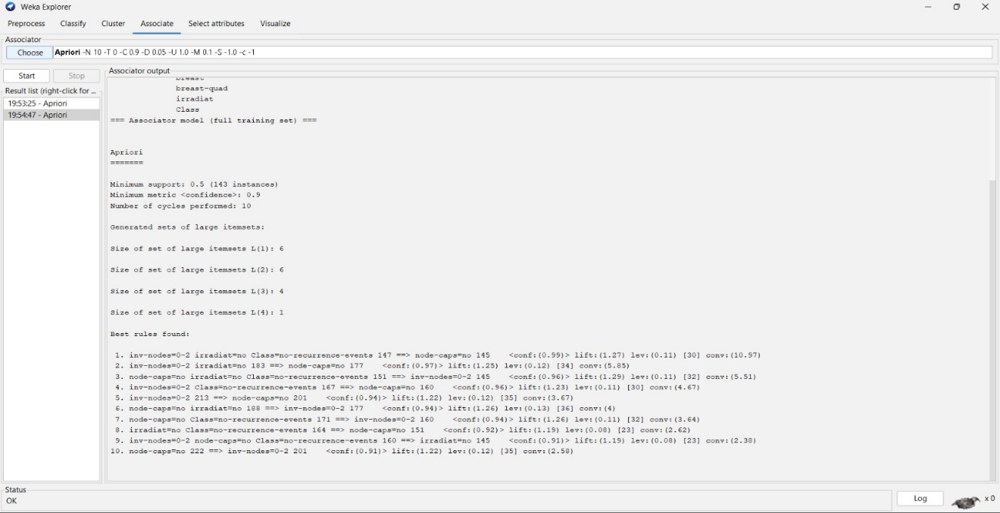 Weka Explorer
Preprocess Classify Cluster Associate Select attributes Visualize
Associator
Choose Apriori -N 10 -T 0 -C 0.9 -D 0.05 -U 1.0 -M 0.1 -S -1.0 -c -1
Start Stop
Result list (right-click for ...
19:53:25 - Apriori
19:54:47 - Apriori
Associator output
breast
breast-quad
irradiat
Class
=== Associator model (full training set) ===
Apriori
=======
Minimum support: 0.5 (143 instances)
Minimum metric <confidence>: 0.9
Number of cycles performed: 10
Generated sets of large itemsets:
Size of set of large itemsets L(1): 6
Size of set of large itemsets L(2): 6
Size of set of large itemsets L(3): 4
Size of set of large itemsets L(4): 1
Best rules found:
1. inv-nodes=0-2 irradiat=no Class=no-recurrence-events 147 ==> node-caps=no 145 <conf:(0.99)> lift:(1.27) lev:(0.11) [30] conv:(10.97)
2. inv-nodes=0-2 irradiat=no 183 ==> node-caps=no 177 <conf:(0.97)> lift:(1.25) lev:(0.12) [34] conv:(5.85)
3. node-caps=no irradiat=no Class=no-recurrence-events 151 ==> inv-nodes=0-2 145 <conf:(0.96)> lift:(1.29) lev:(0.11) [32] conv:(5.51)
4. inv-nodes=0-2 Class=no-recurrence-events 167 ==> node-caps=no 160 <conf:(0.96)> lift:(1.23) lev:(0.11) [30] conv:(4.67)
5. inv-nodes=0-2 213 ==> node-caps=no 201 <conf:(0.94)> lift:(1.22) lev:(0.12) [35] conv:(3.67)
6. node-caps=no irradiat=no 188 ==> inv-nodes=0-2 177 <conf:(0.94)> lift:(1.26) lev:(0.13) [36] conv:(4)
7. node-caps=no Class=no-recurrence-events 171 ==> inv-nodes=0-2 160 <conf:(0.94)> lift:(1.26) lev:(0.11) [32] conv:(3.64)
8. irradiat=no Class=no-recurrence-events 164 ==> node-caps=no 151 <conf:(0.92)> lift:(1.19) lev:(0.08) [23] conv:(2.62)
9. inv-nodes=0-2 node-caps=no Class=no-recurrence-events 160 ==> irradiat=no 145 <conf:(0.91)> lift:(1.19) lev:(0.08) [23] conv:(2.38)
10. node-caps=no 222 ==> inv-nodes=0-2 201 <conf:(0.91)> lift:(1.22) lev:(0.12) [35] conv:(2.58)
Status
OK
Log
x 0